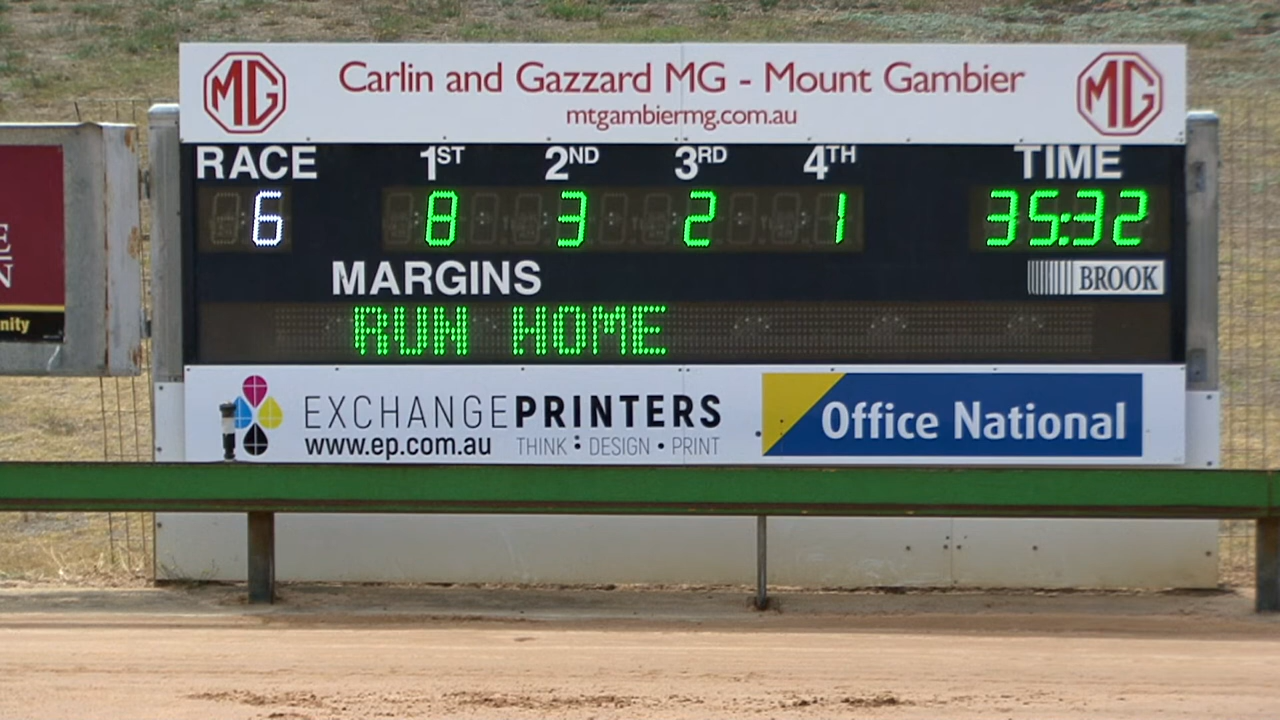 MG Carlin and Gazzard MG - Mount Gambier MG
mtgambiermg.com.au
RACE 1ST 2ND 3RD 4TH TIME
6 8 3 2 1 35:32
MARGINS BROOK
RUN HOME
E
N
nity
EXCHANGEPRINTERS
www.ep.com.au THINK : DESIGN • PRINT
Office National